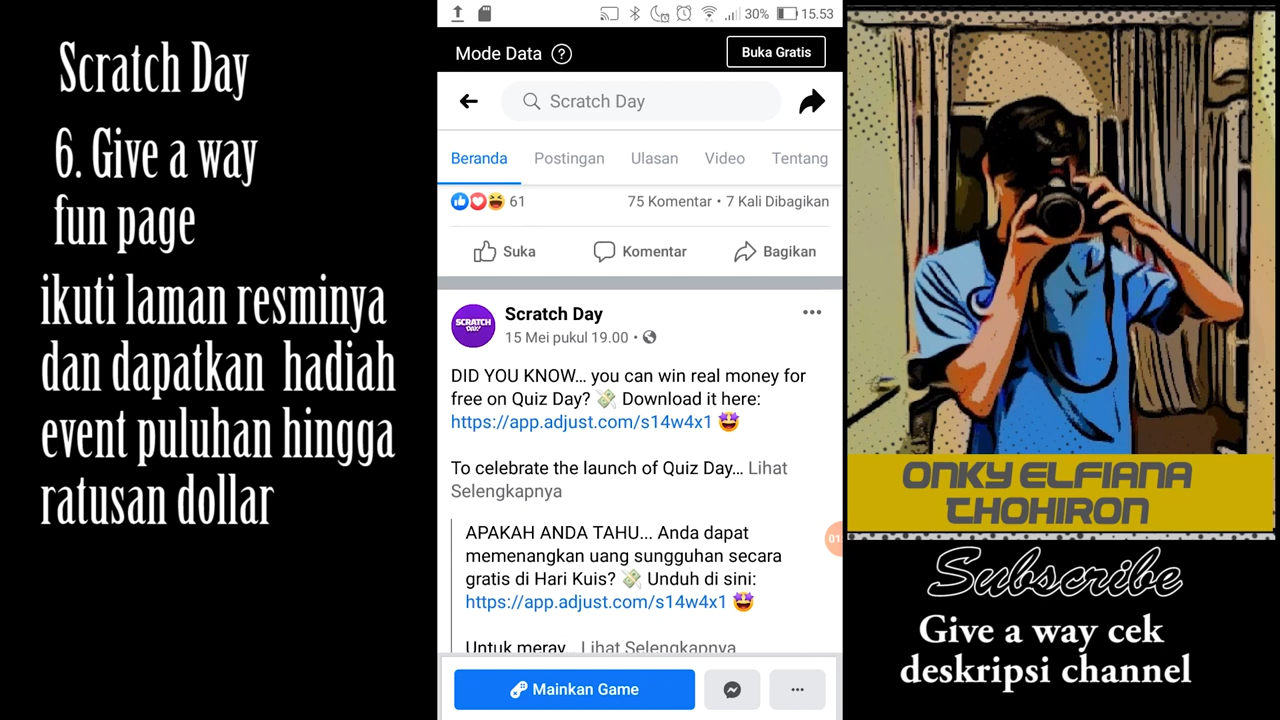 Scratch Day
6. Give a way
fun page
ikuti laman resminya
dan dapatkan hadiah
event puluhan hingga
ratusan dollar
30%
15.53
Mode Data ?
Buka Gratis
Scratch Day
Beranda
Postingan
Ulasan
Video
Tentang
61
75 Komentar • 7 Kali Dibagikan
Suka
Komentar
Bagikan
SCRATCH
DAY!
Scratch Day
15 Mei pukul 19.00 •
DID YOU KNOW... you can win real money for
free on Quiz Day? 💸 Download it here:
https://app.adjust.com/s14w4x1 🤩
To celebrate the launch of Quiz Day... Lihat
Selengkapnya
APAKAH ANDA TAHU... Anda dapat
memenangkan uang sungguhan secara
gratis di Hari Kuis? 💸 Unduh di sini:
https://app.adjust.com/s14w4x1 🤩
Untuk meray... Lihat Selengkapnya
Mainkan Game
ONKY ELFIANA
THOHIRON
Subscribe
Give a way cek
deskripsi channel